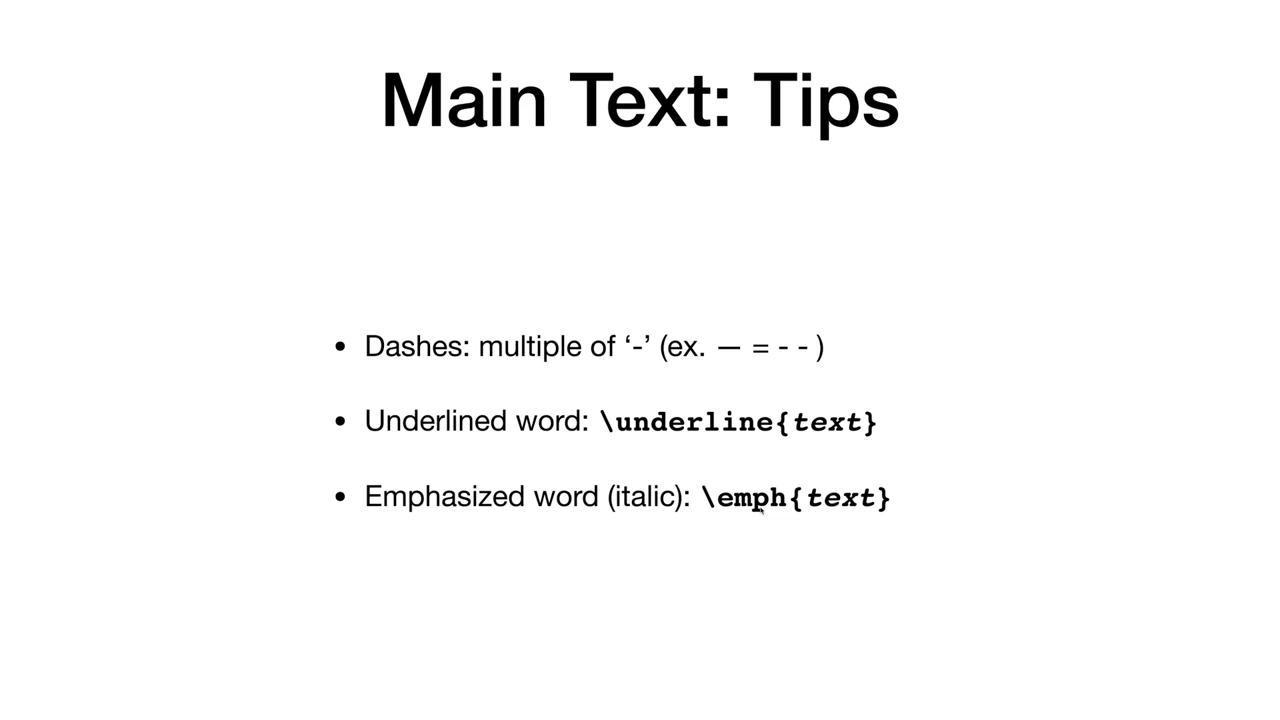 Main Text: Tips
• Dashes: multiple of ‘-’ (ex. — = - - )
• Underlined word: \underline{text}
• Emphasized word (italic): \emph{text}